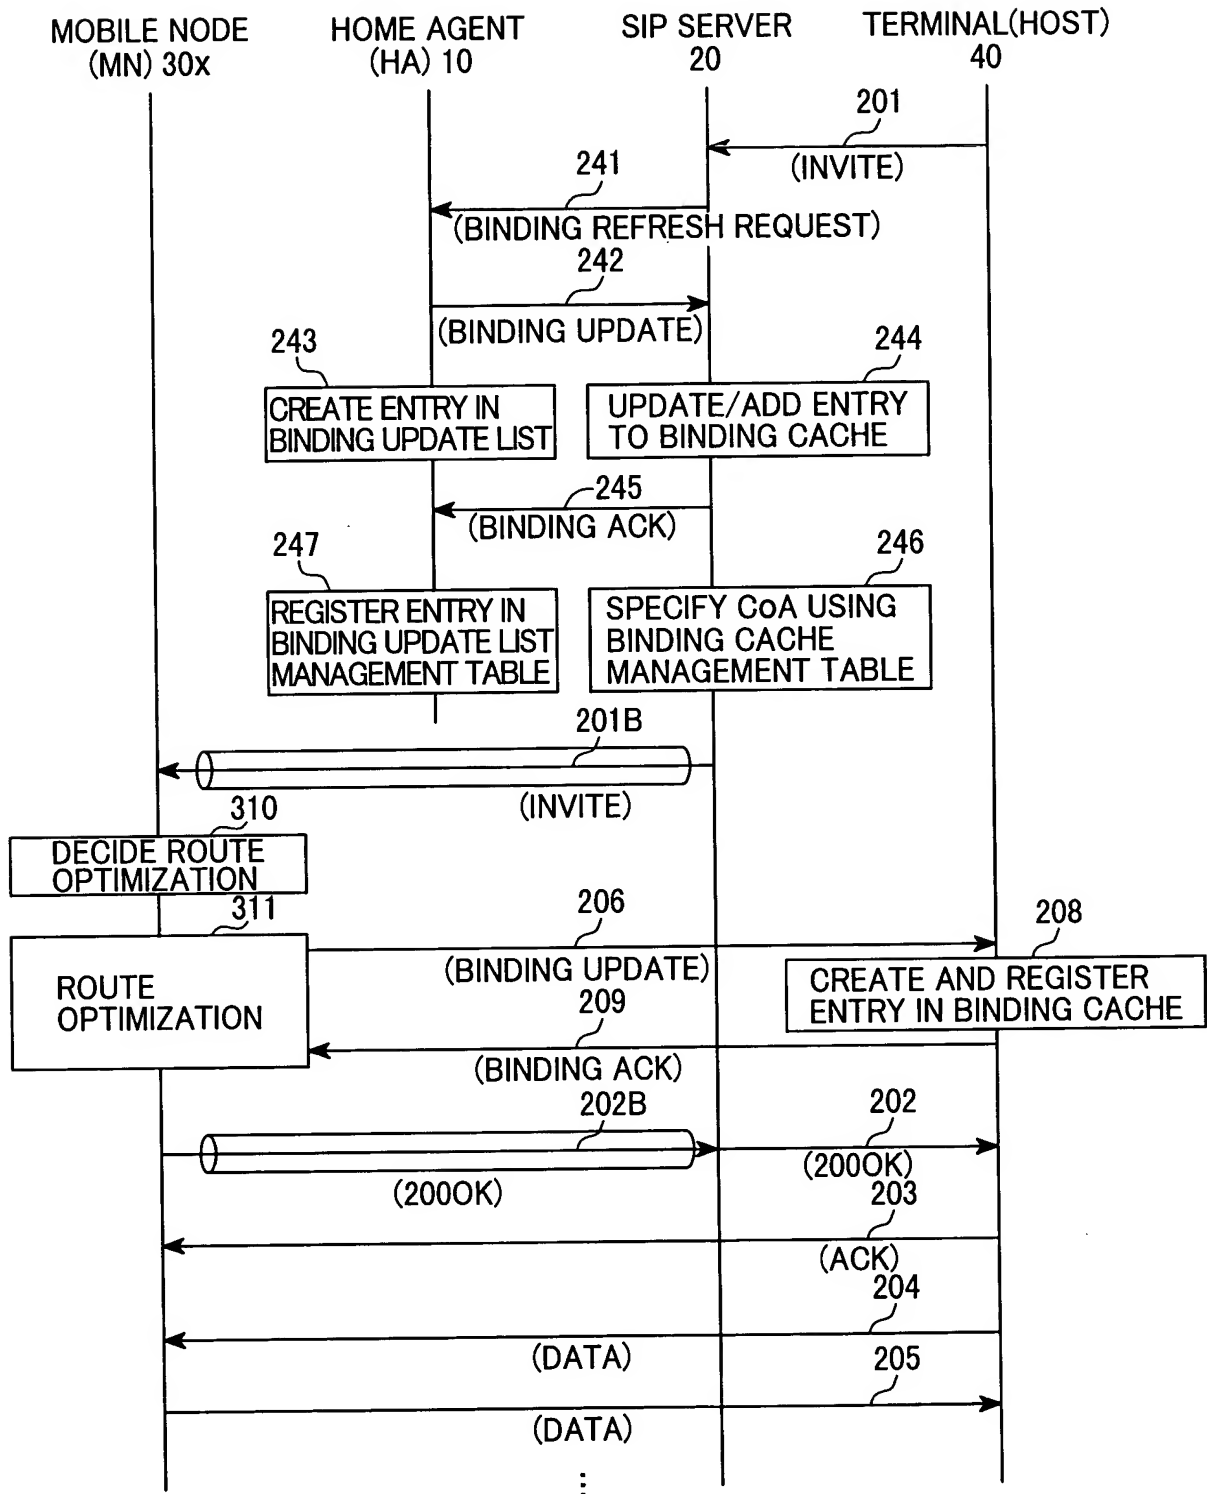 MOBILE NODE
(MN) 30x
HOME AGENT
(HA) 10
SIP SERVER
20
TERMINAL(HOST)
40
201
(INVITE)
241
(BINDING REFRESH REQUEST)
242
(BINDING UPDATE)
243
CREATE ENTRY IN
BINDING UPDATE LIST
244
UPDATE/ADD ENTRY
TO BINDING CACHE
245
(BINDING ACK)
247
REGISTER ENTRY IN
BINDING UPDATE LIST
MANAGEMENT TABLE
246
SPECIFY CoA USING
BINDING CACHE
MANAGEMENT TABLE
201B
(INVITE)
310
DECIDE ROUTE
OPTIMIZATION
311
ROUTE
OPTIMIZATION
206
(BINDING UPDATE)
208
CREATE AND REGISTER
ENTRY IN BINDING CACHE
209
(BINDING ACK)
202B
(200OK)
202
(200OK)
203
(ACK)
204
(DATA)
205
(DATA)